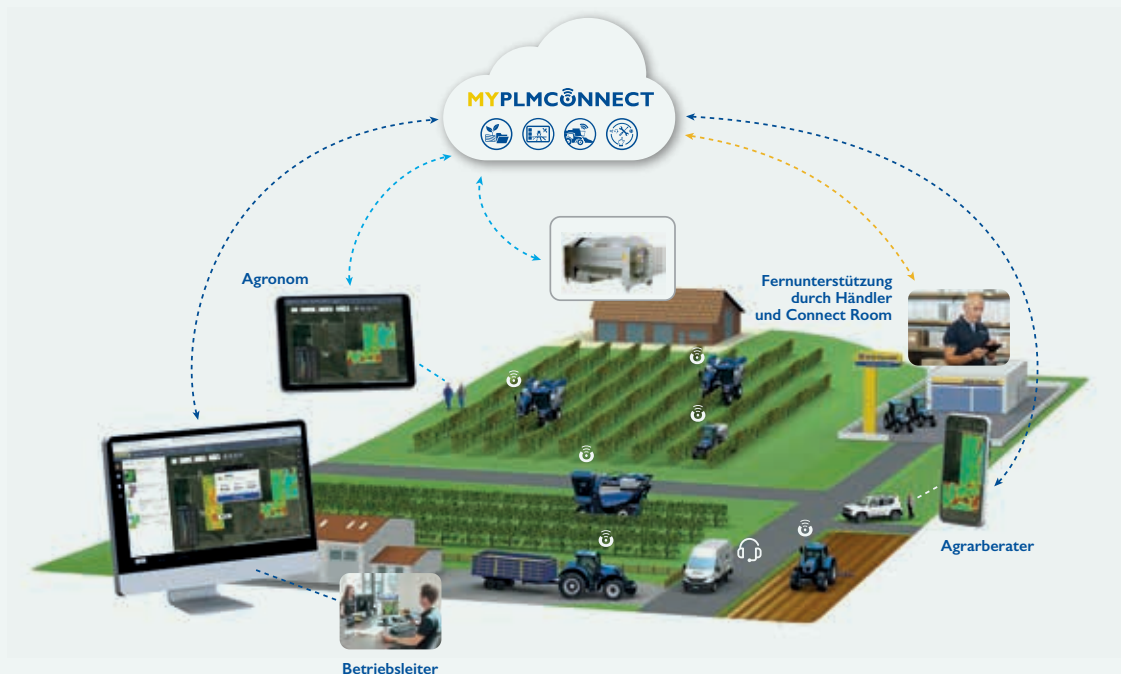 MYPLMCONNECT
Agronom
Fernunterstützung
durch Händler
und Connect Room
Agrarberater
Betriebsleiter